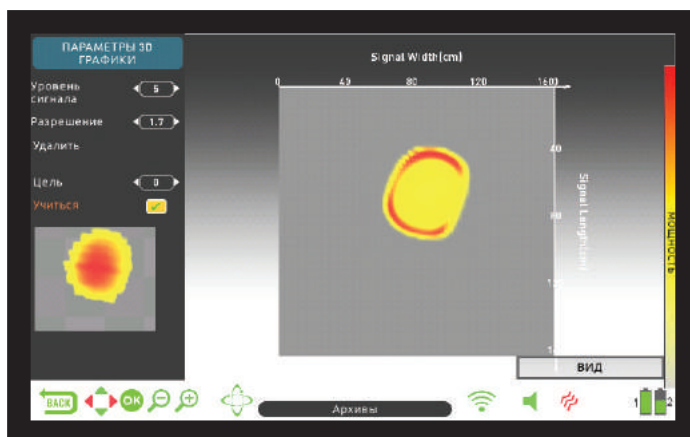 ПАРАМЕТРЫ 3D
ГРАФИКИ
Уровень
сигнала
5
Разрешение
1.7
Удалить
Цель
0
Учиться
Signal Width(cm)
0 40 80 120 160
40
80
Signal Langht(cm)
МОЩНОСТЬ
ВИД
BACK
OK
Архивы
1
2